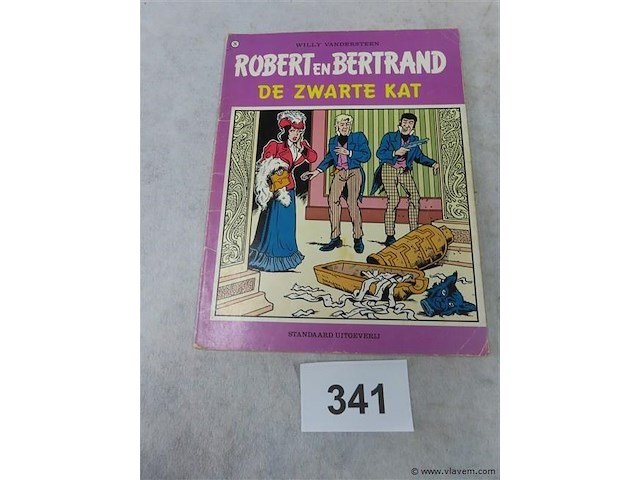 WILLY VANDERSTEEN
ROBERT EN BERTRAND
DE ZWARTE KAT
STANDAARD UITGEVERIJ
341
© www.vlavem.com